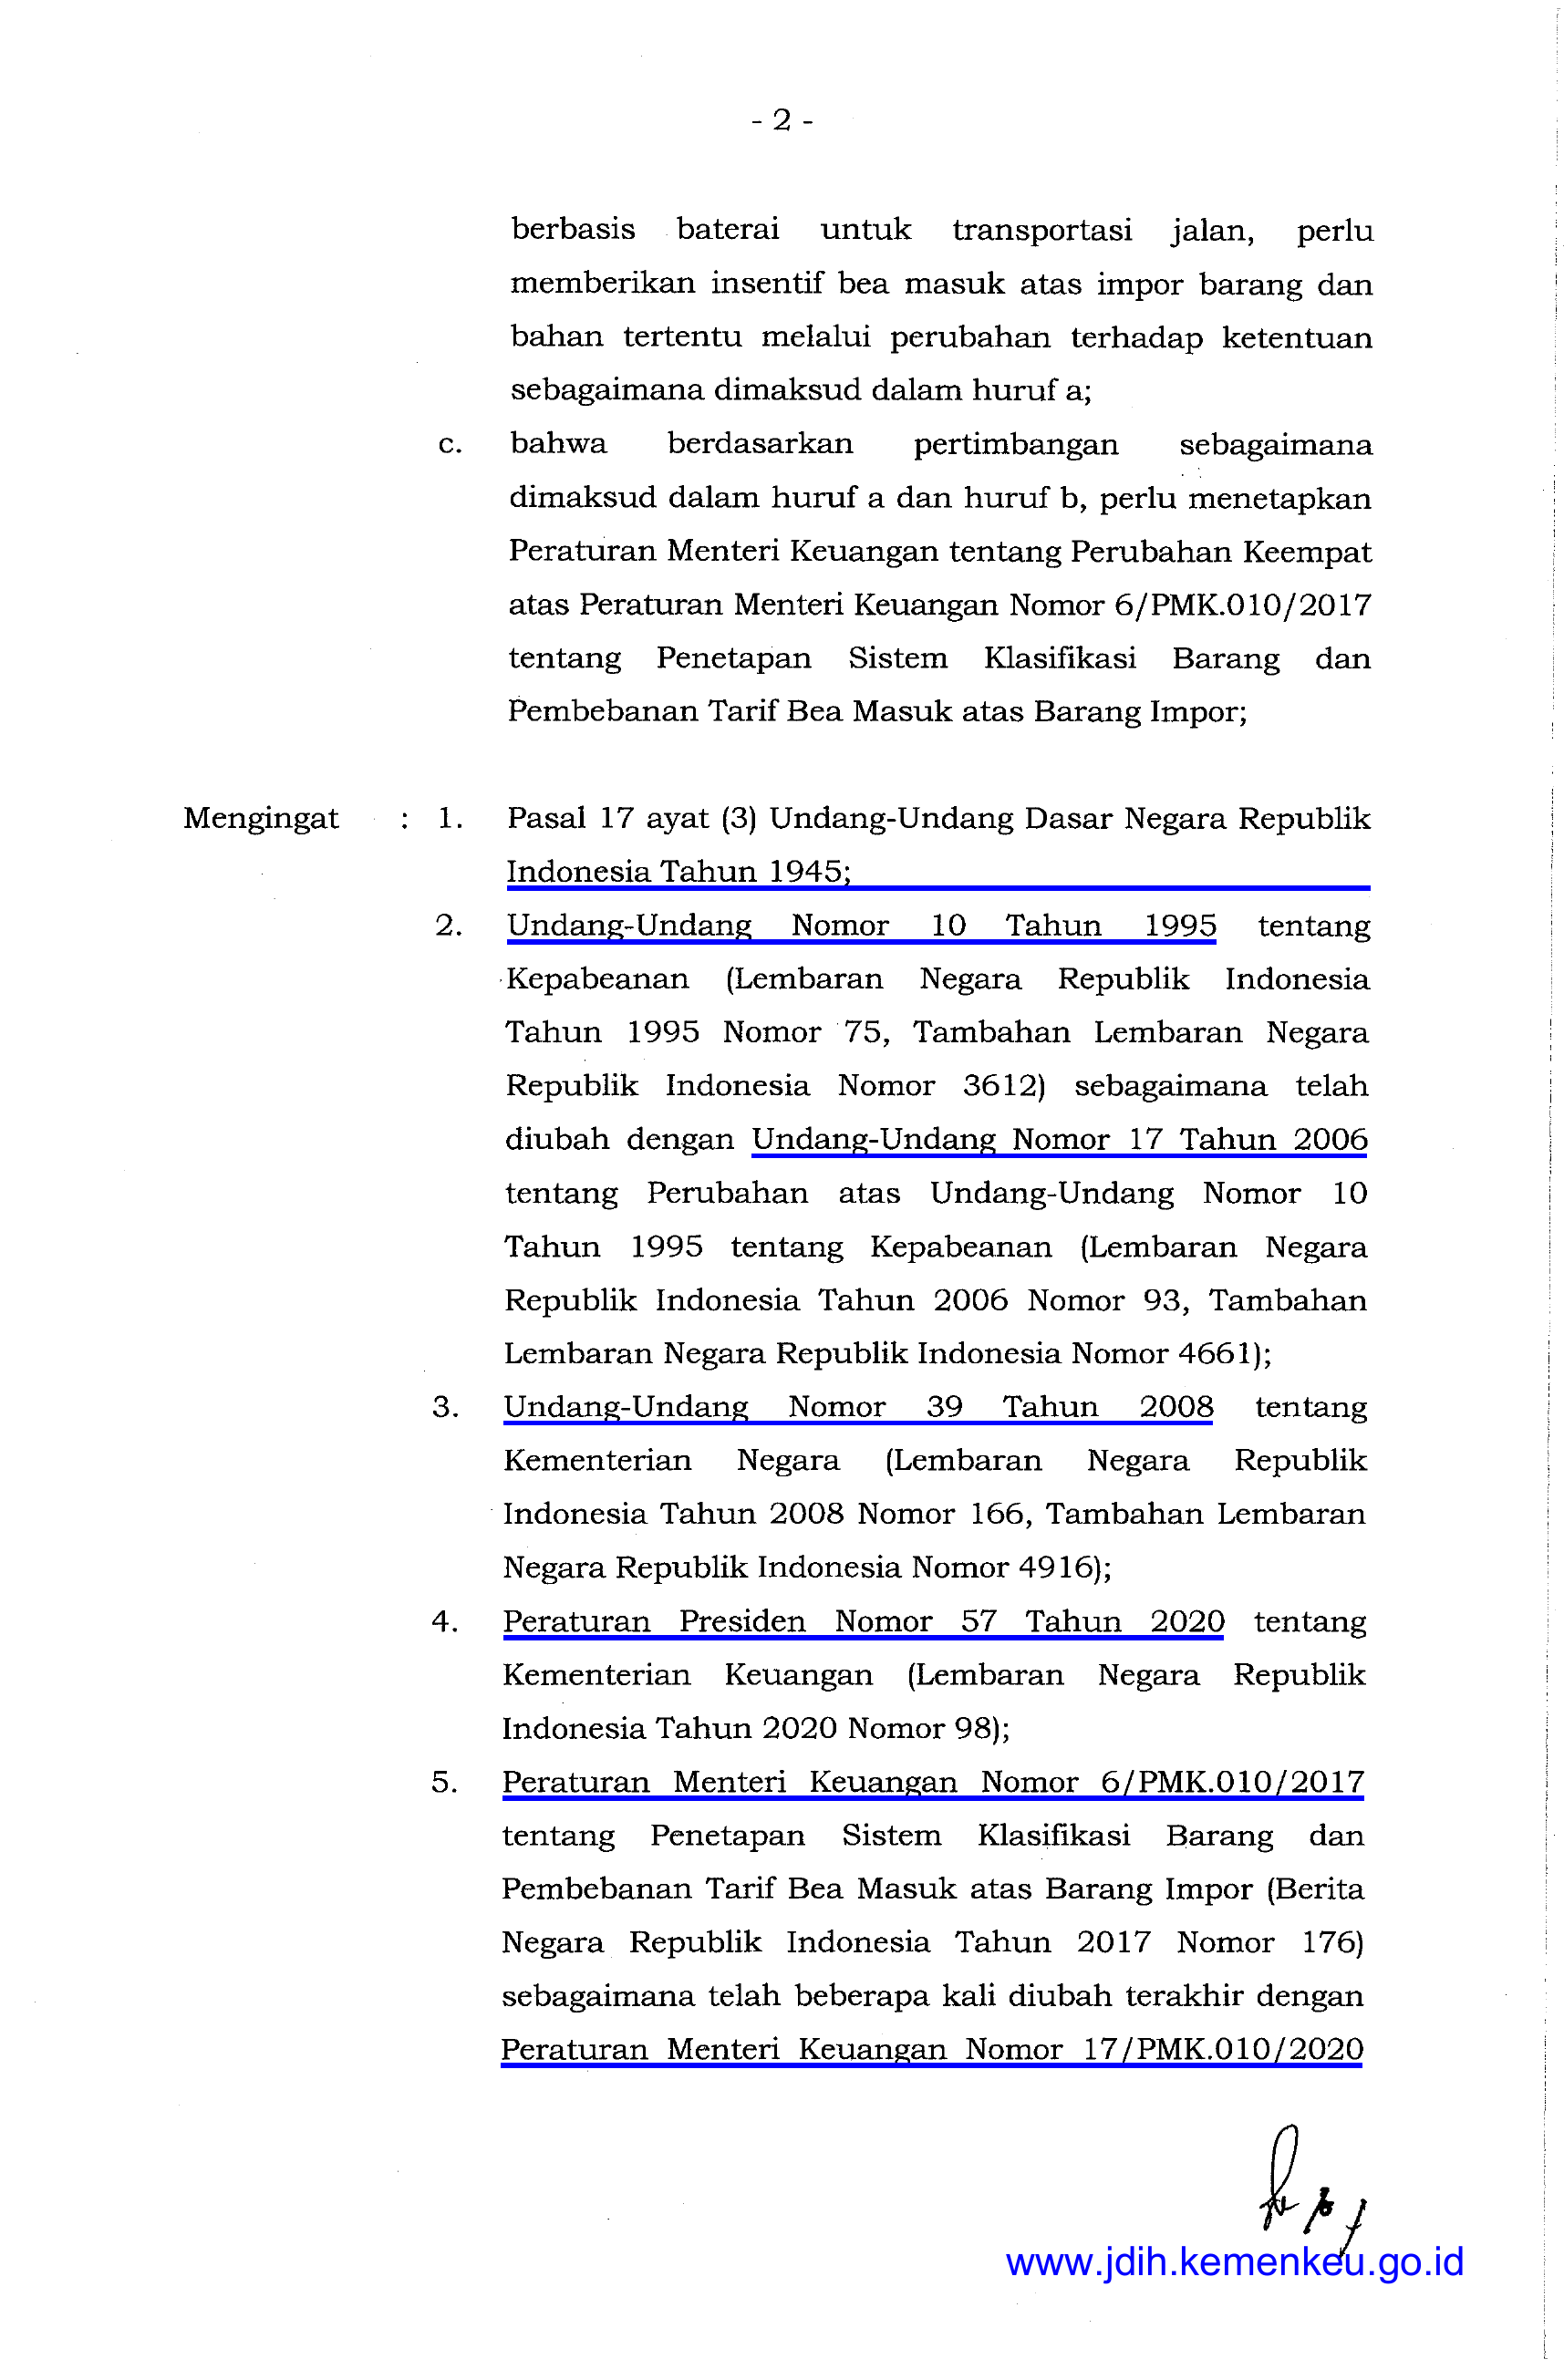 - 2 -
berbasis baterai untuk transportasi jalan, perlu
memberikan insentif bea masuk atas impor barang dan
bahan tertentu melalui perubahan terhadap ketentuan
sebagaimana dimaksud dalam huruf a;
c. bahwa berdasarkan pertimbangan sebagaimana
dimaksud dalam huruf a dan huruf b, perlu menetapkan
Peraturan Menteri Keuangan tentang Perubahan Keempat
atas Peraturan Menteri Keuangan Nomor 6/PMK.010/2017
tentang Penetapan Sistem Klasifikasi Barang dan
Pembebanan Tarif Bea Masuk atas Barang Impor;
Mengingat : 1. Pasal 17 ayat (3) Undang-Undang Dasar Negara Republik
Indonesia Tahun 1945;
2. Undang-Undang Nomor 10 Tahun 1995 tentang
Kepabeanan (Lembaran Negara Republik Indonesia
Tahun 1995 Nomor 75, Tambahan Lembaran Negara
Republik Indonesia Nomor 3612) sebagaimana telah
diubah dengan Undang-Undang Nomor 17 Tahun 2006
tentang Perubahan atas Undang-Undang Nomor 10
Tahun 1995 tentang Kepabeanan (Lembaran Negara
Republik Indonesia Tahun 2006 Nomor 93, Tambahan
Lembaran Negara Republik Indonesia Nomor 4661);
3. Undang-Undang Nomor 39 Tahun 2008 tentang
Kementerian Negara (Lembaran Negara Republik
Indonesia Tahun 2008 Nomor 166, Tambahan Lembaran
Negara Republik Indonesia Nomor 4916);
4. Peraturan Presiden Nomor 57 Tahun 2020 tentang
Kementerian Keuangan (Lembaran Negara Republik
Indonesia Tahun 2020 Nomor 98);
5. Peraturan Menteri Keuangan Nomor 6/PMK.010/2017
tentang Penetapan Sistem Klasifikasi Barang dan
Pembebanan Tarif Bea Masuk atas Barang Impor (Berita
Negara Republik Indonesia Tahun 2017 Nomor 176)
sebagaimana telah beberapa kali diubah terakhir dengan
Peraturan Menteri Keuangan Nomor 17/PMK.010/2020
www.jdih.kemenkeu.go.id